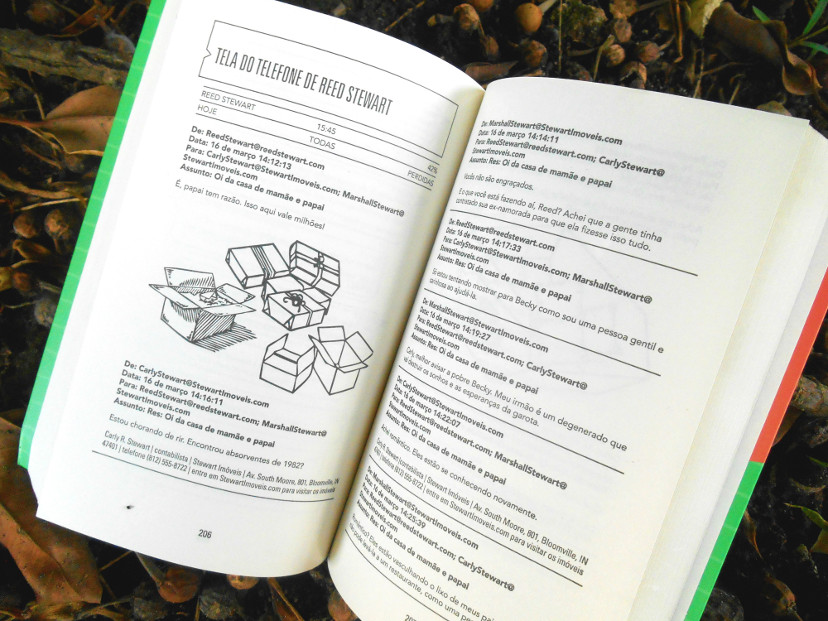 TELA DO TELEFONE DE REED STEWART
REED STEWART 15:45 42%
HOJE TODAS PERDIDAS
De: ReedStewart@reedstewart.com
Data: 16 de março 14:12:13
Para: CarlyStewart@StewartImoveis.com; MarshallStewart@
StewartImoveis.com
Assunto: Res: Oi da casa de mamãe e papai
É, papai tem razão. Isso aqui vale milhões!
De: CarlyStewart@StewartImoveis.com
Data: 16 de março 14:16:11
Para: ReedStewart@reedstewart.com; MarshallStewart@
StewartImoveis.com
Assunto: Res: Oi da casa de mamãe e papai
Estou chorando de rir. Encontrou absorventes de 1982?
Carly R. Stewart | contabilista | Stewart Imóveis | Av. South Moore, 801, Bloomville, IN
47401 | telefone (812) 555-8722 | entre em StewartImoveis.com para visitar os imóveis
206
De: MarshallStewart@StewartImoveis.com
Data: 16 de março 14:14:11
Para: ReedStewart@reedstewart.com; CarlyStewart@
StewartImoveis.com
Assunto: Res: Oi da casa de mamãe e papai
Vocês não são engraçados.
E o que você está fazendo aí, Reed? Achei que a gente tinha
contratado sua ex-namorada para que ela fizesse isso tudo.
De: ReedStewart@reedstewart.com
Data: 16 de março 14:17:33
Para: CarlyStewart@StewartImoveis.com; MarshallStewart@
StewartImoveis.com
Assunto: Res: Oi da casa de mamãe e papai
Eu estou tentando mostrar para Becky como sou uma pessoa gentil e
carinhosa ao ajudá-la.
De: MarshallStewart@StewartImoveis.com
Data: 16 de março 14:19:27
Para: ReedStewart@reedstewart.com; CarlyStewart@
StewartImoveis.com
Assunto: Res: Oi da casa de mamãe e papai
Carly, melhor avisar a pobre Becky. Meu irmão é um degenerado que
vai destruir os sonhos e as esperanças da garota.
De: CarlyStewart@StewartImoveis.com
Data: 16 de março 14:22:07
Para: ReedStewart@reedstewart.com; MarshallStewart@
StewartImoveis.com
Assunto: Res: Oi da casa de mamãe e papai
Achei romântico. Eles estão se conhecendo novamente.
Carly R. Stewart | contabilista | Stewart Imóveis | Av. South Moore, 801, Bloomville, IN
47401 | telefone (812) 555-8722 | entre em StewartImoveis.com para visitar os imóveis
De: MarshallStewart@StewartImoveis.com
Data: 16 de março 14:25:39
Para: ReedStewart@reedstewart.com; CarlyStewart@
StewartImoveis.com
Assunto: Res: Oi da casa de mamãe e papai
Romântico? Eles estão vasculhando o lixo de meus
não pode levá-la a um restaurante, como uma